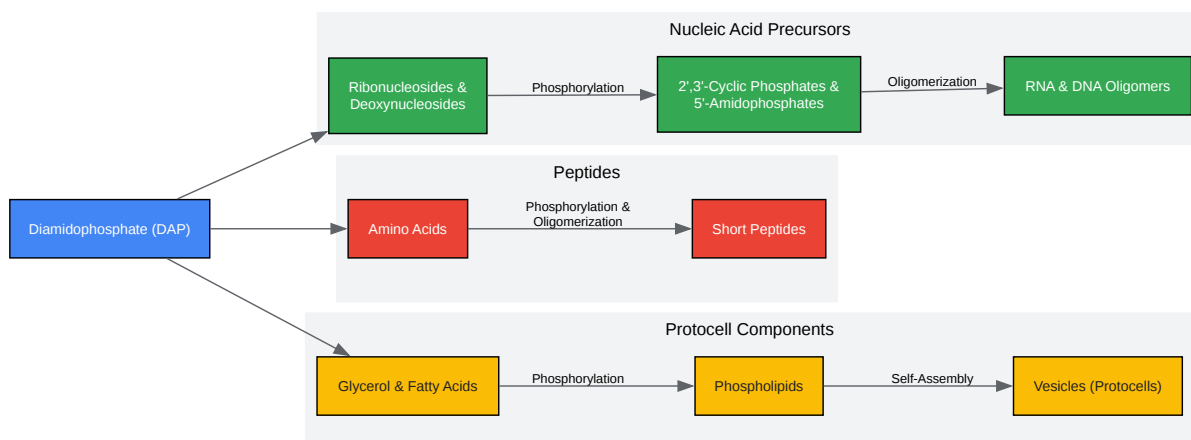 Nucleic Acid Precursors
Ribonucleosides &
Deoxynucleosides
Phosphorylation
2',3'-Cyclic Phosphates &
5'-Amidophosphates
Oligomerization
RNA & DNA Oligomers
Peptides
Diamidophosphate (DAP)
Amino Acids
Phosphorylation &
Oligomerization
Short Peptides
Protocell Components
Glycerol & Fatty Acids
Phosphorylation
Phospholipids
Self-Assembly
Vesicles (Protocells)